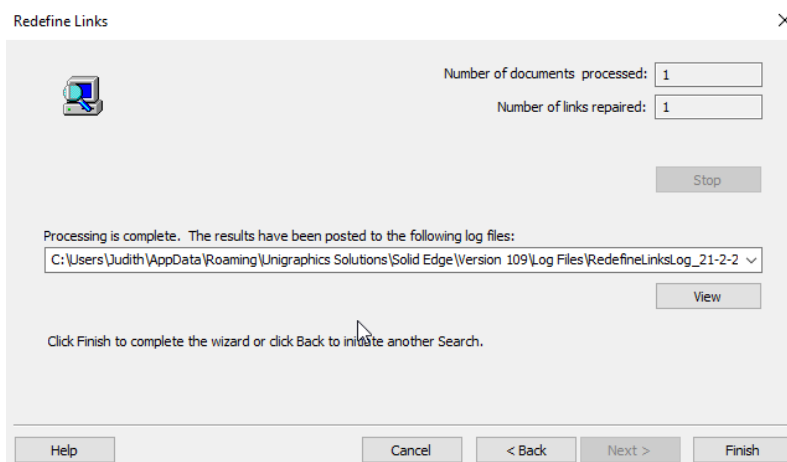 Redefine Links
Number of documents processed: 1
Number of links repaired: 1
Stop
Processing is complete. The results have been posted to the following log files:
C:\Users\Judith\AppData\Roaming\Unigraphics Solutions\Solid Edge\Version 109\Log Files\RedefineLinksLog_21-2-2
View
Click Finish to complete the wizard or click Back to initiate another Search.
Help Cancel < Back Next > Finish